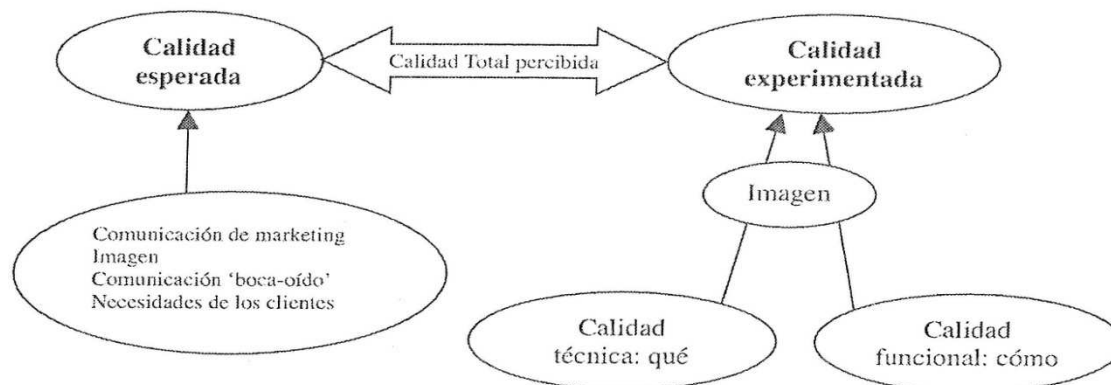 Calidad
esperada
Calidad Total percibida
Calidad
experimentada
Imagen
Comunicación de marketing
Imagen
Comunicación ‘boca-oído’
Necesidades de los clientes
Calidad
técnica: qué
Calidad
funcional: cómo